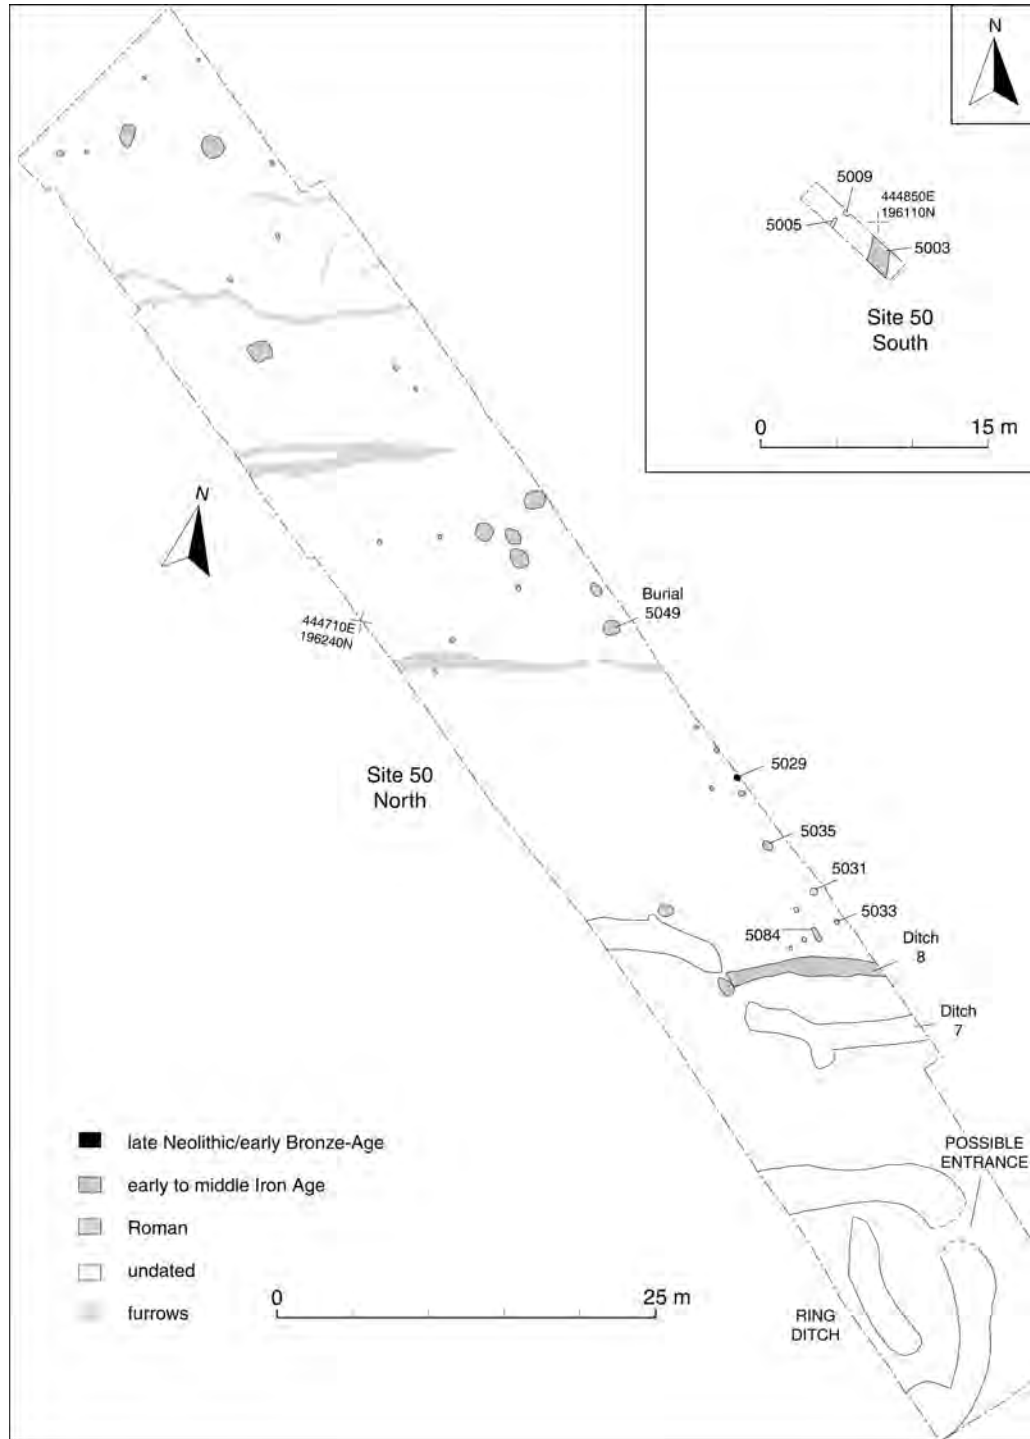 N
5009
444850E
196110N
5005
5003
Site 50
South
0
15 m
N
Burial
5049
444710E
196240N
Site 50
North
5029
5035
5031
5033
5084
Ditch
8
Ditch
7
POSSIBLE
ENTRANCE
late Neolithic/early Bronze-Age
early to middle Iron Age
Roman
undated
furrows
0
25 m
RING
DITCH